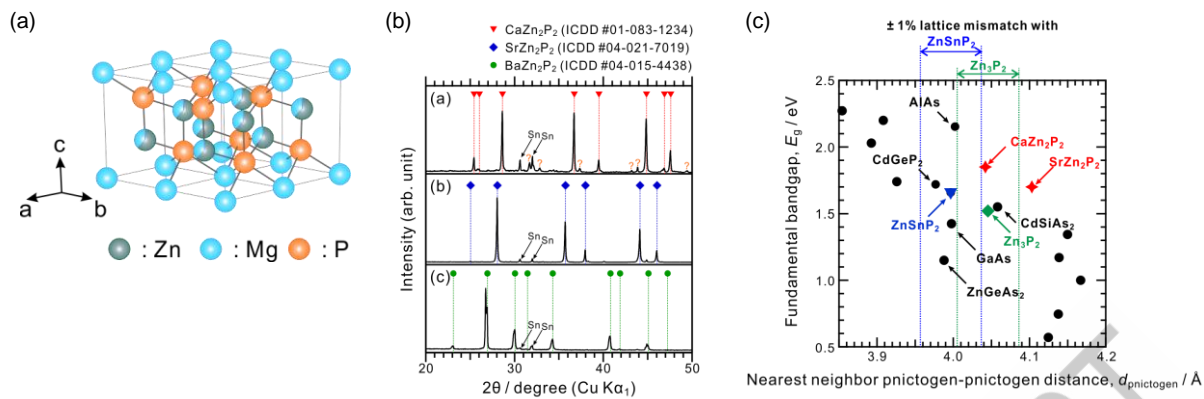 (a)
c
a
b
: Zn : Mg : P
(b)
CaZn₂P₂ (ICDD #01-083-1234)
SrZn₂P₂ (ICDD #04-021-7019)
BaZn₂P₂ (ICDD #04-015-4438)
Intensity (arb. unit)
(a)
Sn Sn
? ? ? ? ? ?
(b)
Sn Sn
(c)
Sn Sn
20 30 40 50
2θ / degree (Cu Kα₁)
(c)
± 1% lattice mismatch with
ZnSnP₂
Zn₃P₂
Fundamental bandgap, Eg / eV
2.5
2.0
1.5
1.0
0.5
AlAs
CaZn₂P₂
CdGeP₂
SrZn₂P₂
ZnSnP₂
CdSiAs₂
Zn₃P₂
GaAs
ZnGeAs₂
3.9 4.0 4.1 4.2
Nearest neighbor pnictogen-pnictogen distance, dpnictogen / Å